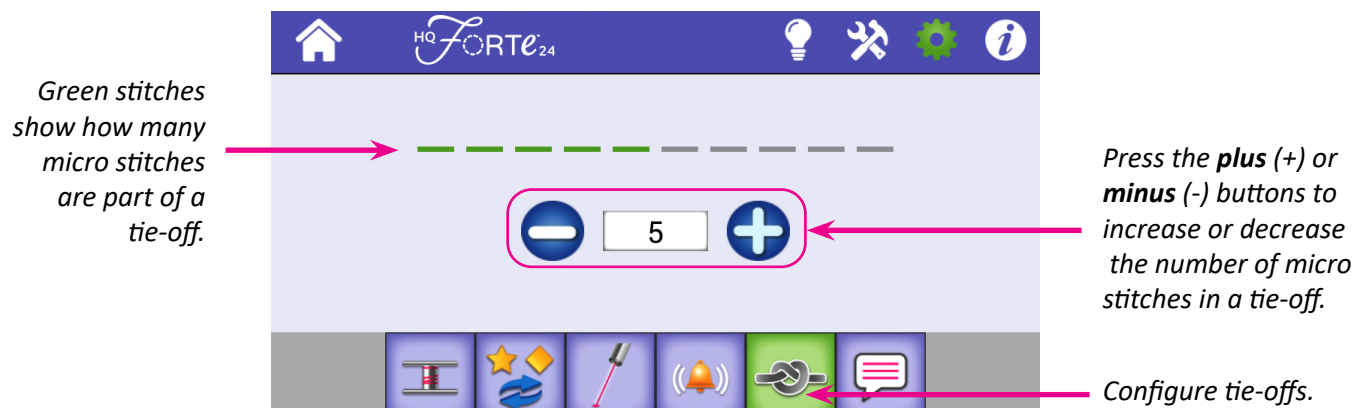 HQ FORTE 24
Green stitches
show how many
micro stitches
are part of a
tie-off.
5
Press the plus (+) or
minus (-) buttons to
increase or decrease
the number of micro
stitches in a tie-off.
Configure tie-offs.